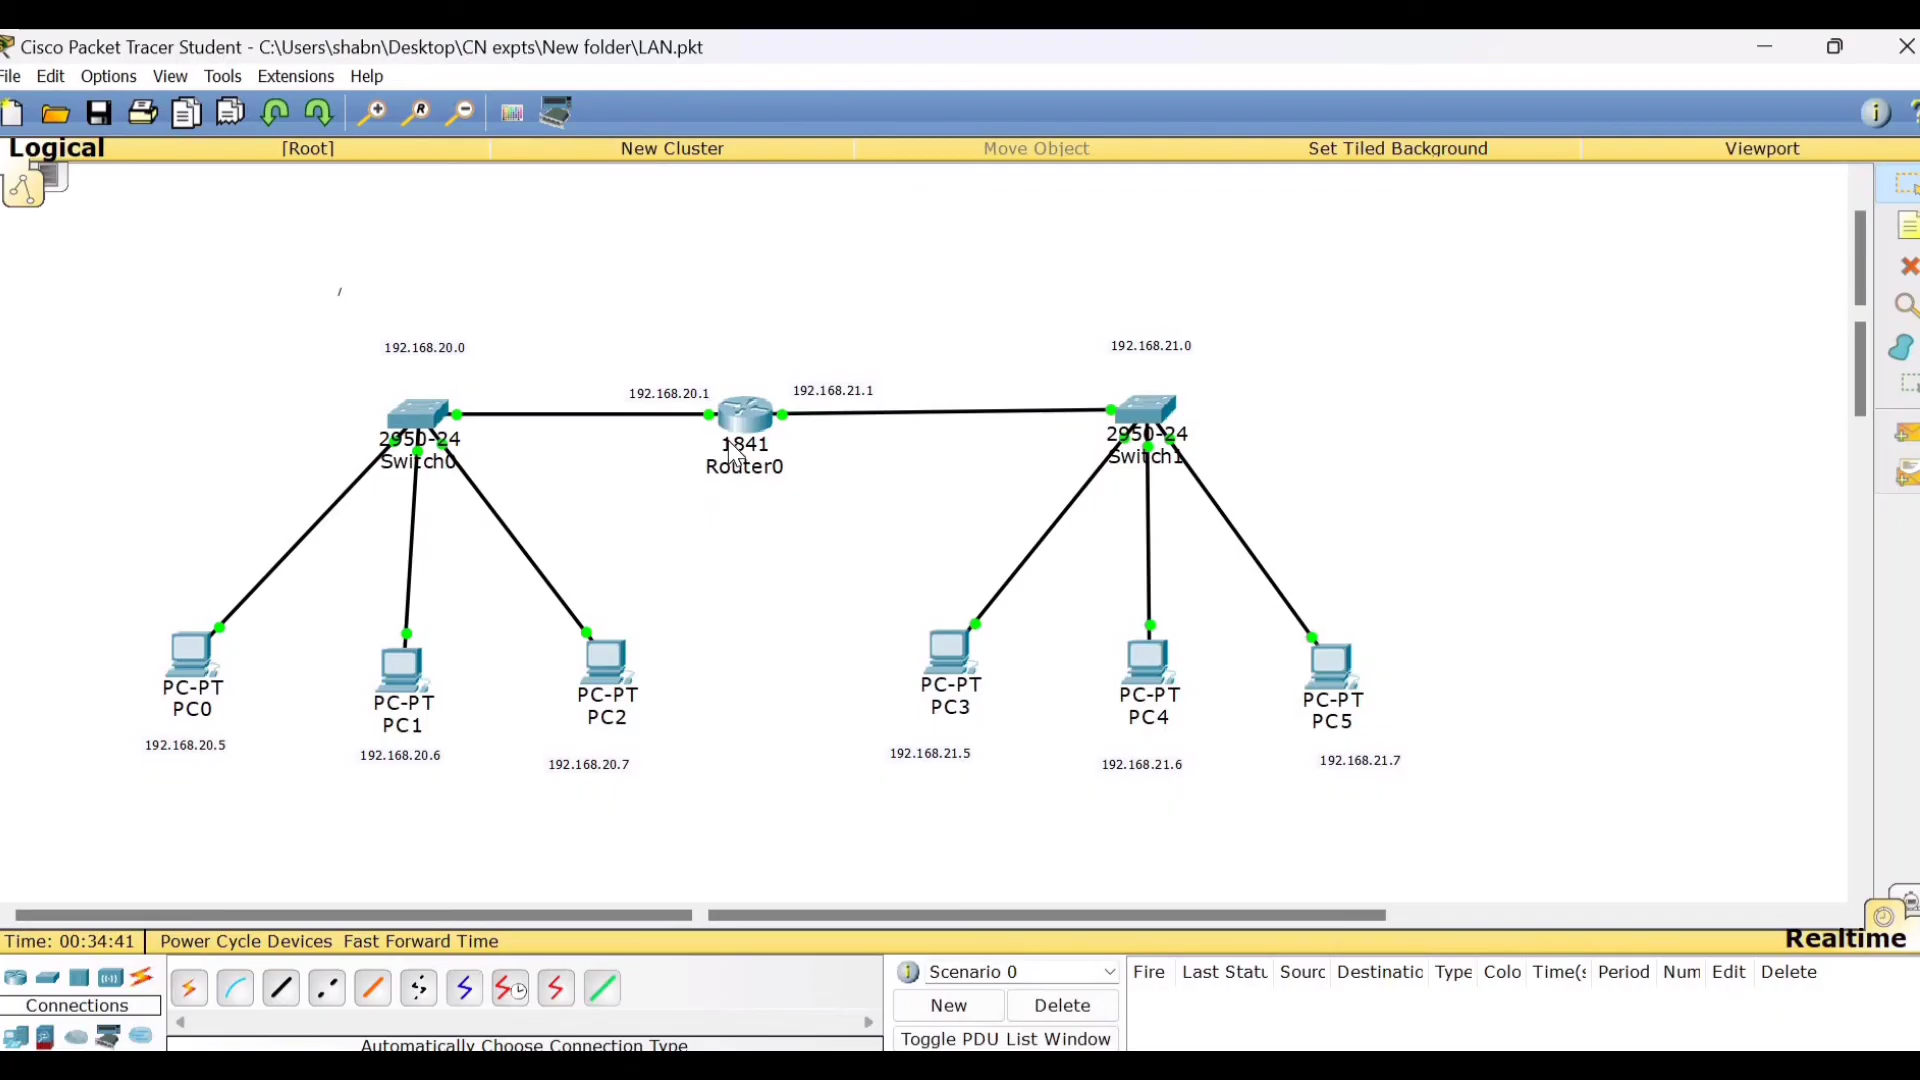 Cisco Packet Tracer Student - C:\Users\shabn\Desktop\CN expts\New folder\LAN.pkt
File Edit Options View Tools Extensions Help
Logical [Root] New Cluster Move Object Set Tiled Background Viewport
/
192.168.20.0
192.168.21.0
192.168.20.1
192.168.21.1
2950-24
Switch0
1841
Router0
2950-24
Switch1
PC-PT
PC0
192.168.20.5
PC-PT
PC1
192.168.20.6
PC-PT
PC2
192.168.20.7
PC-PT
PC3
192.168.21.5
PC-PT
PC4
192.168.21.6
PC-PT
PC5
192.168.21.7
Time: 00:34:41 Power Cycle Devices Fast Forward Time
Realtime
Connections
Automatically Choose Connection Type
Scenario 0
New Delete
Toggle PDU List Window
Fire Last Statu Sourc Destinatio Type Colo Time(s Period Num Edit Delete